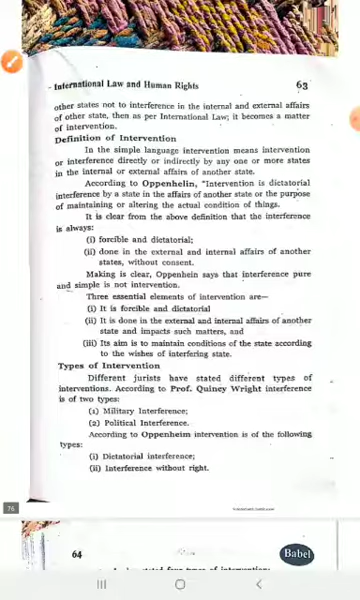 - International Law and Human Rights 63
other states not to interference in the internal and external affairs
of other state, then as per International Law; it becomes a matter
of intervention.
Definition of Intervention
In the simple language intervention means intervention
or interference directly or indirectly by any one or more states
in the internal or external affairs of another state.
According to Oppenhelin, "Intervention is dictatorial
interference by a state in the affairs of another state or the purpose
of maintaining or altering the actual condition of things.
It is clear from the above definition that the interference
is always:
(i) forcible and dictatorial;
(ii) done in the external and internal affairs of another
states, without consent.
Making is clear, Oppenhein says that interference pure
and simple is not intervention.
Three essential elements of intervention are—
(i) It is forcible and dictatorial
(ii) It is done in the external and internal affairs of another
state and impacts such matters, and
(iii) Its aim is to maintain conditions of the state according
to the wishes of interfering state.
Types of Intervention
Different jurists have stated different types of
interventions. According to Prof. Quincy Wright interference
is of two types:
(1) Military Interference;
(2) Political Interference.
According to Oppenheim intervention is of the following
types:
(i) Dictatorial interference;
(ii) Interference without right.
76
64 Babel